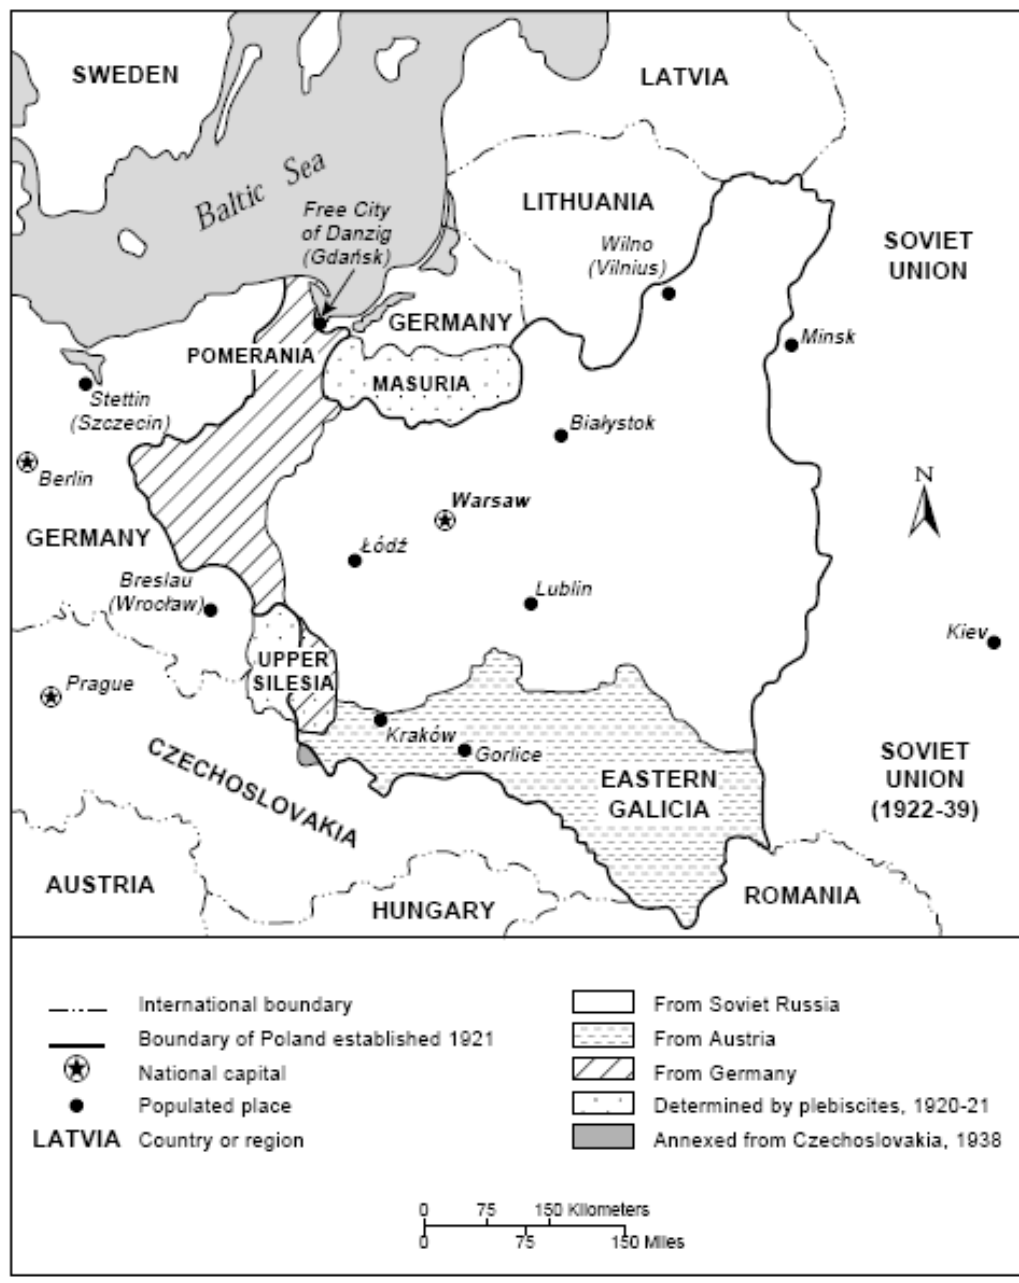 SWEDEN
LATVIA
Baltic Sea
LITHUANIA
Free City
of Danzig
(Gdańsk)
Wilno
(Vilnius)
SOVIET
UNION
GERMANY
Minsk
POMERANIA
MASURIA
Stettin
(Szczecin)
Białystok
Berlin
N
Warsaw
GERMANY
Łódź
Breslau
(Wrocław)
Lublin
Kiev
UPPER
SILESIA
Prague
Kraków
Gorlice
CZECHOSLOVAKIA
EASTERN
GALICIA
SOVIET
UNION
(1922-39)
AUSTRIA
HUNGARY
ROMANIA
International boundary
Boundary of Poland established 1921
National capital
Populated place
LATVIA Country or region
From Soviet Russia
From Austria
From Germany
Determined by plebiscites, 1920-21
Annexed from Czechoslovakia, 1938
0 75 150 Kilometers
0 75 150 Miles